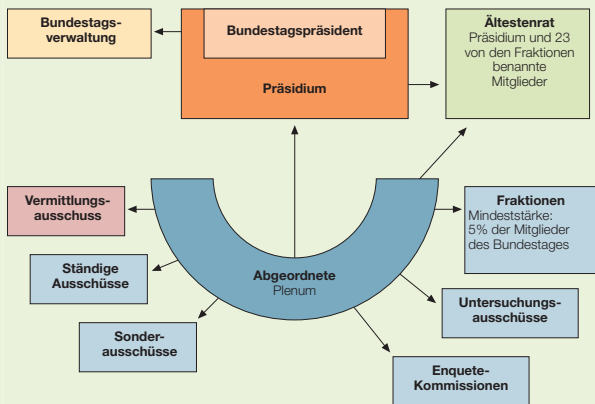 Bundestags-
verwaltung
Bundestagspräsident
Präsidium
Ältestenrat
Präsidium und 23
von den Fraktionen
benannte
Mitglieder
Vermittlungs-
ausschuss
Ständige
Ausschüsse
Sonder-
ausschüsse
Abgeordnete
Plenum
Fraktionen
Mindeststärke:
5% der Mitglieder
des Bundestages
Untersuchungs-
ausschüsse
Enquete-
Kommissionen